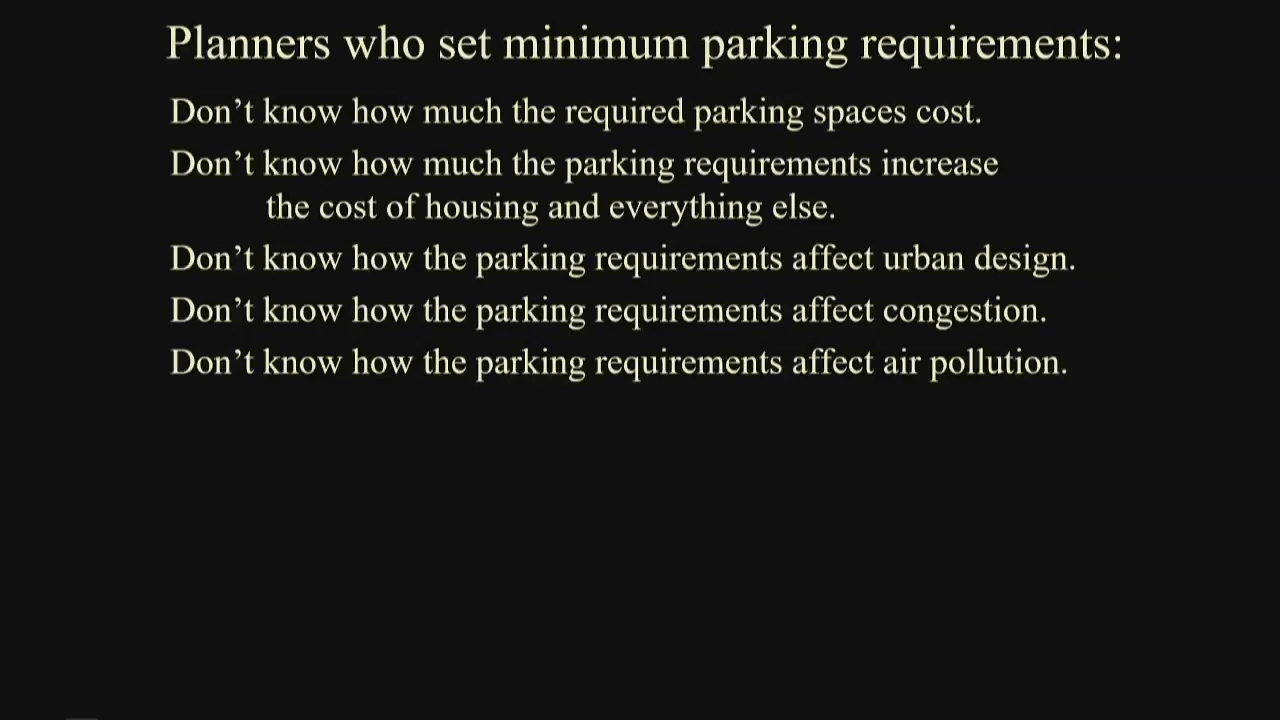 Planners who set minimum parking requirements:
Don’t know how much the required parking spaces cost.
Don’t know how much the parking requirements increase
the cost of housing and everything else.
Don’t know how the parking requirements affect urban design.
Don’t know how the parking requirements affect congestion.
Don’t know how the parking requirements affect air pollution.